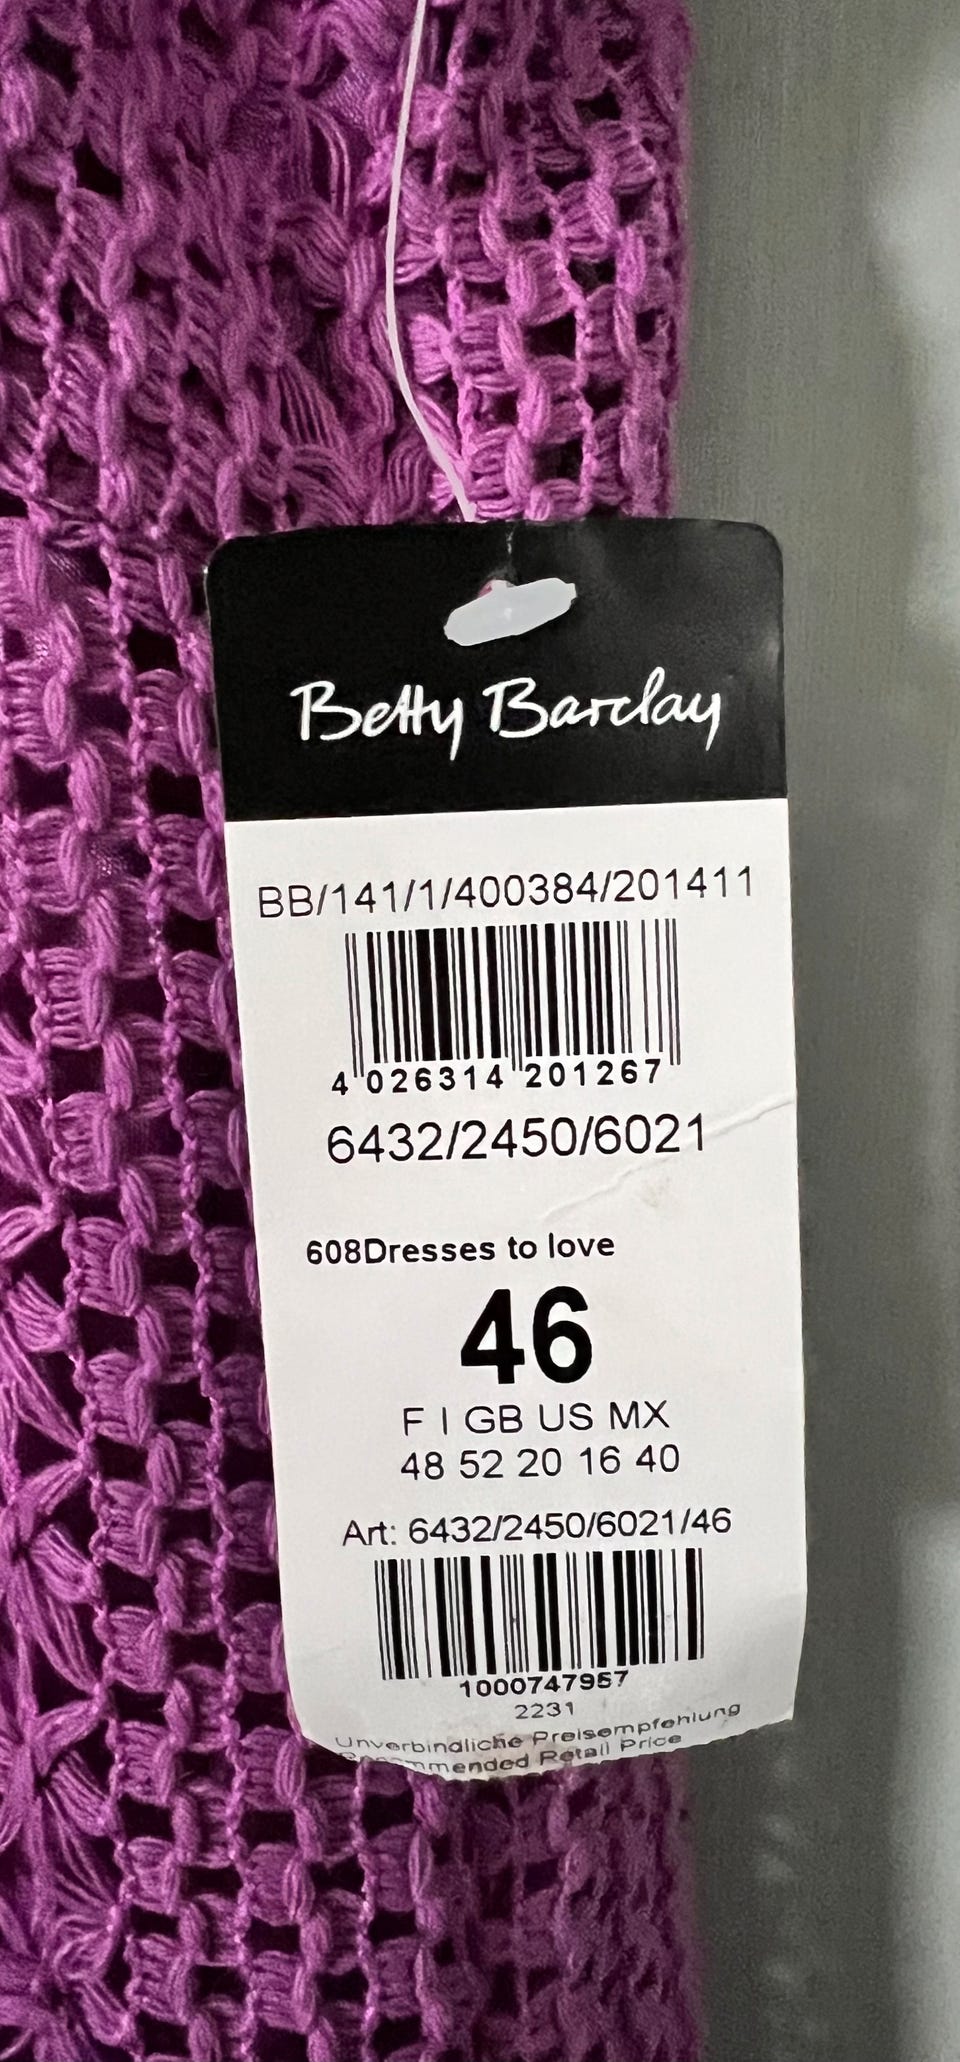 Betty Barclay
BB/141/1/400384/201411
4 026314 201267
6432/2450/6021
608Dresses to love
46
F I GB US MX
48 52 20 16 40
Art: 6432/2450/6021/46
1000747957
2231
Unverbindliche Preisempfehlung
Recommended Retail Price